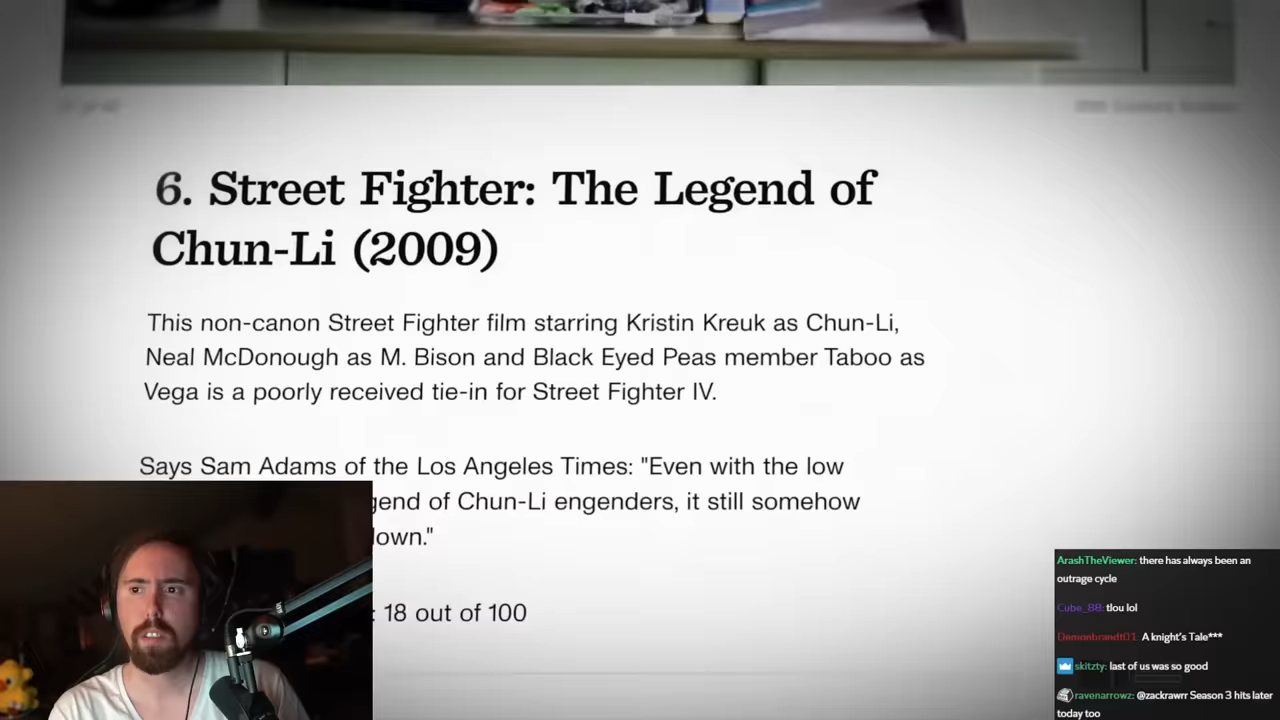 6. Street Fighter: The Legend of
Chun-Li (2009)
This non-canon Street Fighter film starring Kristin Kreuk as Chun-Li,
Neal McDonough as M. Bison and Black Eyed Peas member Taboo as
Vega is a poorly received tie-in for Street Fighter IV.
Says Sam Adams of the Los Angeles Times: "Even with the low
gend of Chun-Li engenders, it still somehow
down."
: 18 out of 100
ArashTheViewer: there has always been an
outrage cycle
Cube_88: tlou lol
Demonbrandt01: A knight's Tale***
skitzty: last of us was so good
ravenarrowz: @zackrawrr Season 3 hits later
today too